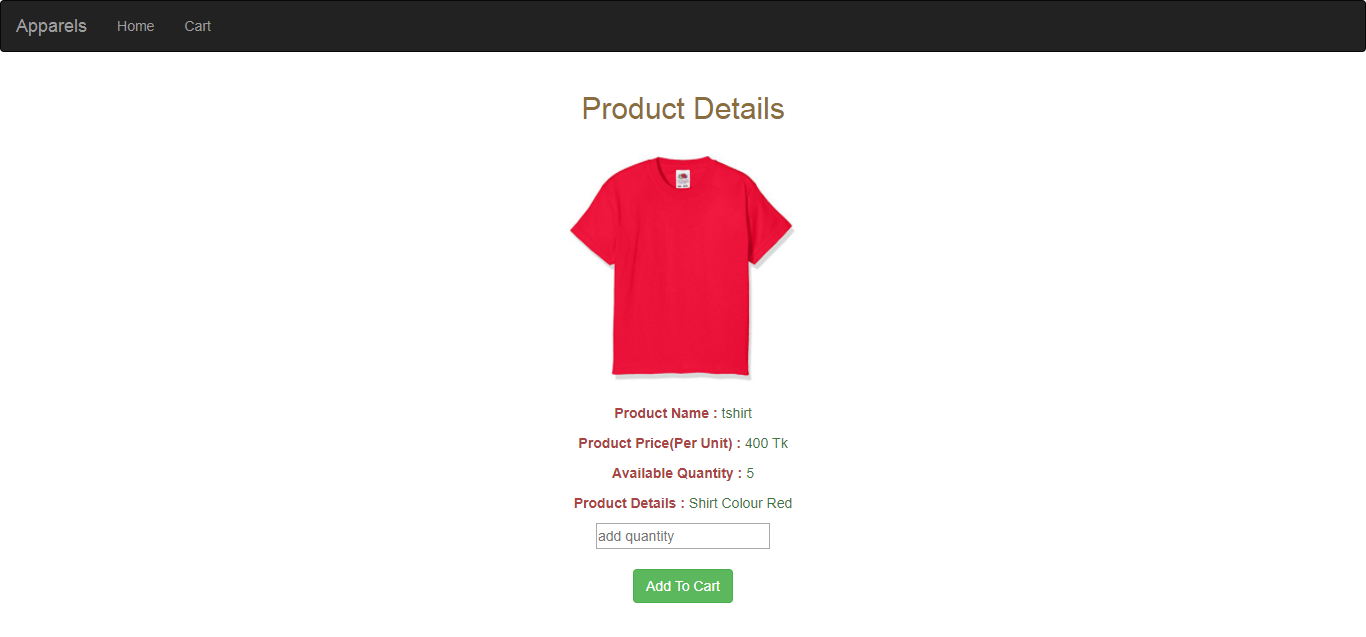 Apparels Home Cart
Product Details
Product Name : tshirt
Product Price(Per Unit) : 400 Tk
Available Quantity : 5
Product Details : Shirt Colour Red
add quantity
Add To Cart